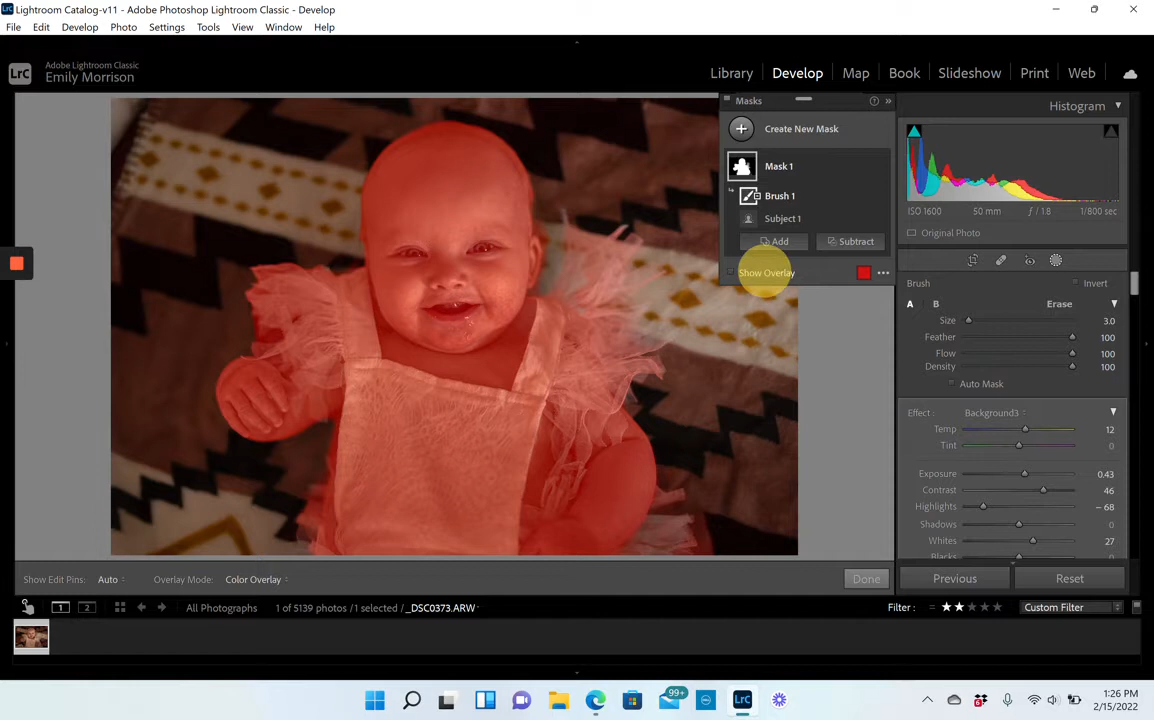 LrC Lightroom Catalog-v11 - Adobe Photoshop Lightroom Classic - Develop
File Edit Develop Photo Settings Tools View Window Help
LrC Adobe Lightroom Classic
Emily Morrison
Library Develop Map Book Slideshow Print Web
Masks
Create New Mask
Mask 1
Brush 1
Subject 1
Add Subtract
Show Overlay
Histogram
ISO 1600 50 mm ƒ / 1.8 1/800 sec
Original Photo
Brush Invert
A B Erase
Size 3.0
Feather 100
Flow 100
Density 100
Auto Mask
Effect : Background3
Temp 12
Tint 0
Exposure 0.43
Contrast 46
Highlights – 68
Shadows 0
Whites 27
Blacks
Show Edit Pins: Auto Overlay Mode: Color Overlay Done
Previous Reset
1 2 All Photographs 1 of 5139 photos / 1 selected / _DSC0373.ARW
Filter : = Custom Filter
99+
DELL
LrC
6
1:26 PM
2/15/2022